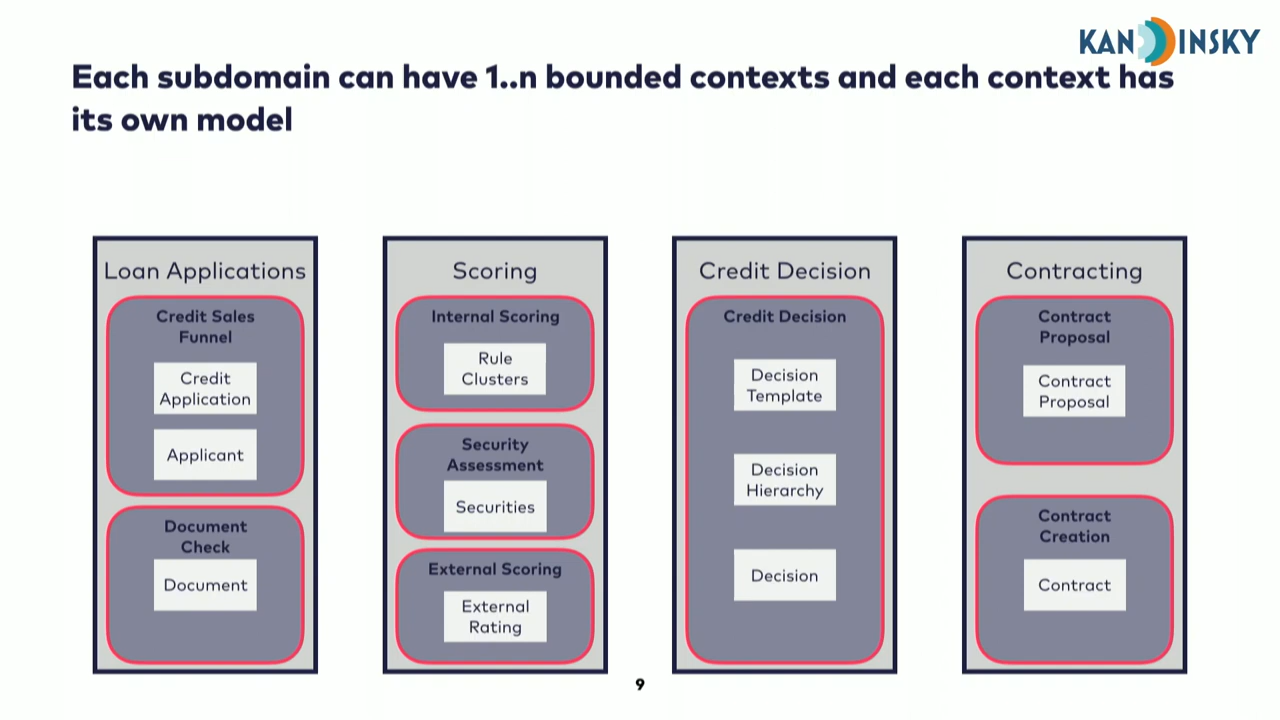 KANDINSKY
Each subdomain can have 1..n bounded contexts and each context has
its own model
Loan Applications
Credit Sales
Funnel
Credit
Application
Applicant
Document
Check
Document
Scoring
Internal Scoring
Rule
Clusters
Security
Assessment
Securities
External Scoring
External
Rating
Credit Decision
Credit Decision
Decision
Template
Decision
Hierarchy
Decision
Contracting
Contract
Proposal
Contract
Proposal
Contract
Creation
Contract
9